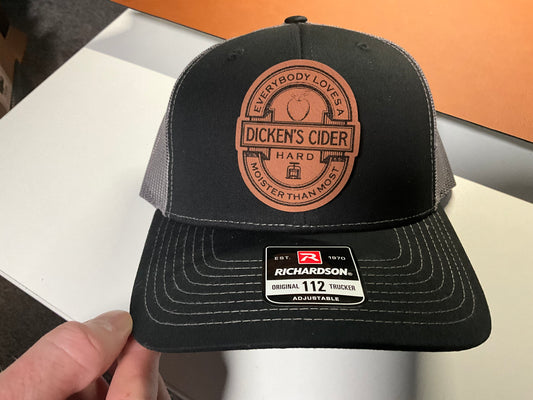 EVERYBODY LOVES A
DICKEN'S CIDER
HARD
MOISTER THAN MOST
EST. R 1970
RICHARDSON®
ORIGINAL 112 TRUCKER
ADJUSTABLE